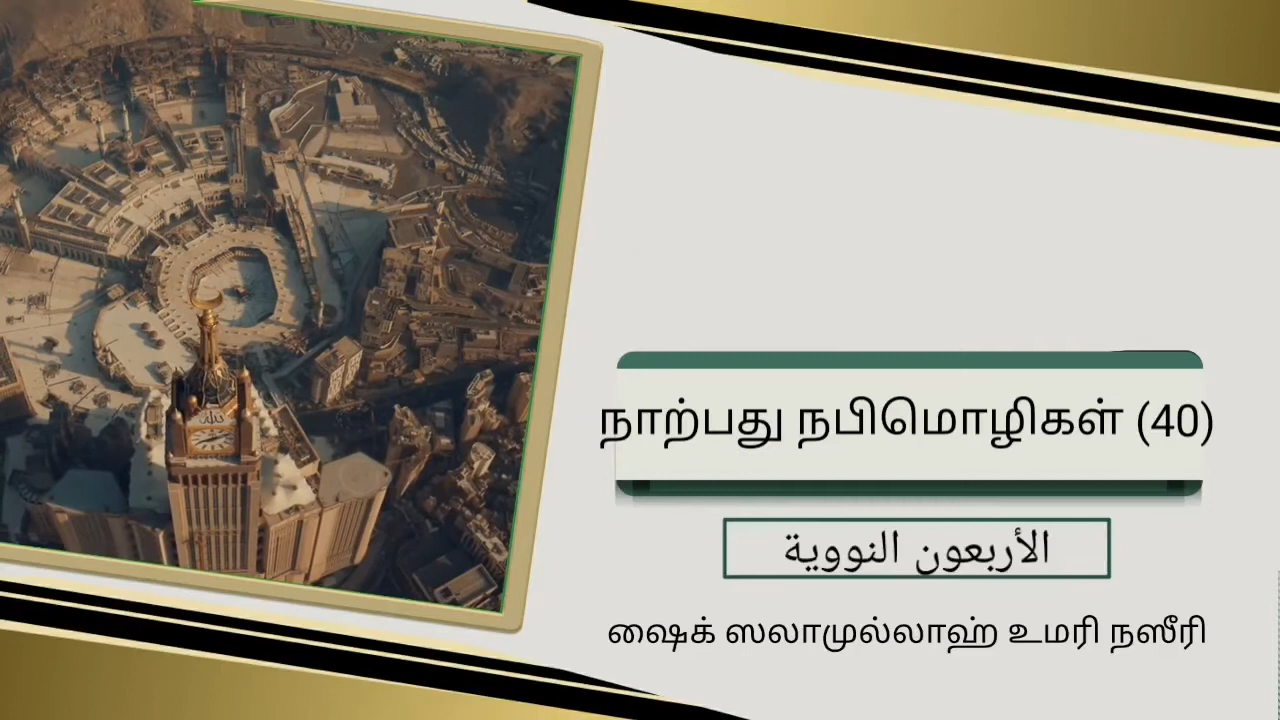 நாற்பது நபிமொழிகள் (40)
الأربعون النووية
ஷைக் ஸலாமுல்லாஹ் உமரி நஸீரி